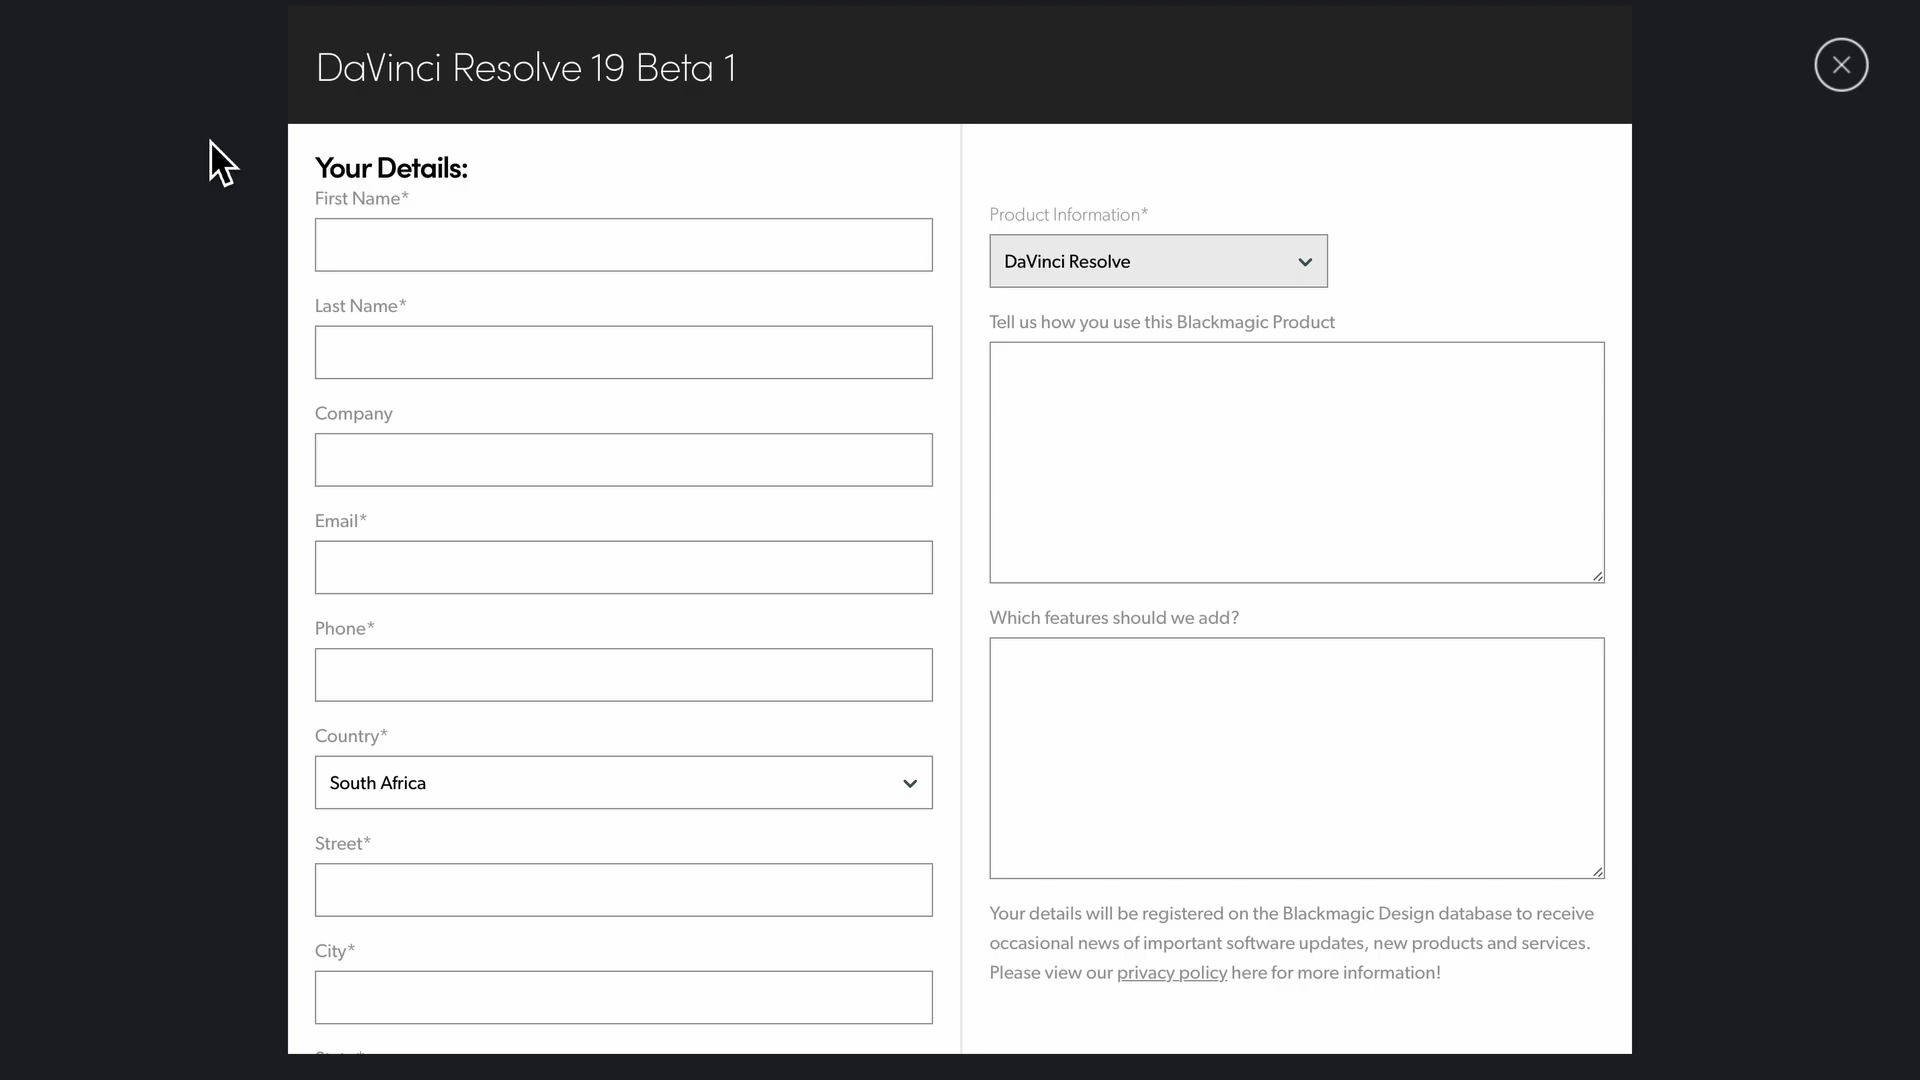 DaVinci Resolve 19 Beta 1
Your Details:
First Name*
Last Name*
Company
Email*
Phone*
Country*
South Africa
Street*
City*
Product Information*
DaVinci Resolve
Tell us how you use this Blackmagic Product
Which features should we add?
Your details will be registered on the Blackmagic Design database to receive
occasional news of important software updates, new products and services.
Please view our privacy policy here for more information!